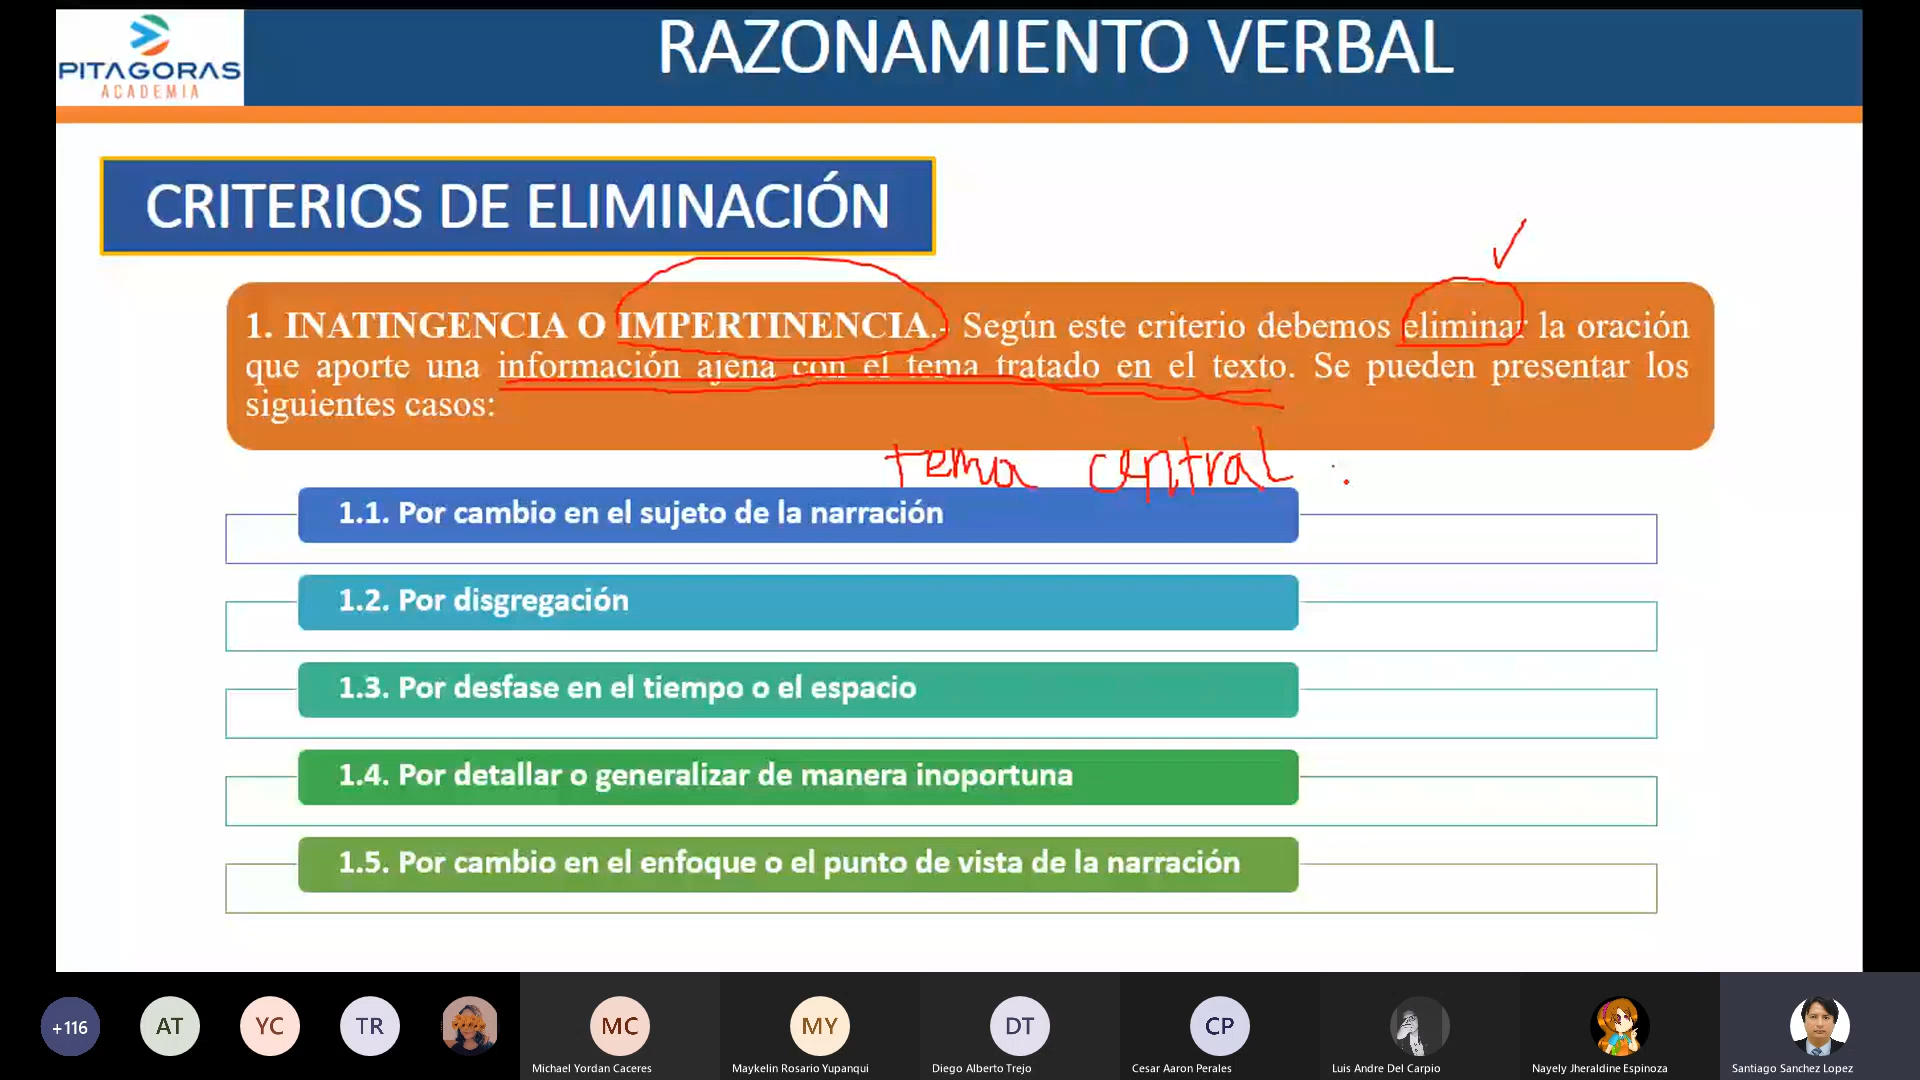 PITAGORAS
ACADEMIA
RAZONAMIENTO VERBAL
CRITERIOS DE ELIMINACIÓN
1. INATINGENCIA O IMPERTINENCIA.- Según este criterio debemos eliminar la oración
que aporte una información ajena con el tema tratado en el texto. Se pueden presentar los
siguientes casos:
tema central :
1.1. Por cambio en el sujeto de la narración
1.2. Por disgregación
1.3. Por desfase en el tiempo o el espacio
1.4. Por detallar o generalizar de manera inoportuna
1.5. Por cambio en el enfoque o el punto de vista de la narración
+116 AT YC TR MC MY DT CP
Michael Yordan Caceres Maykelin Rosario Yupanqui Diego Alberto Trejo Cesar Aaron Perales Luis Andre Del Carpio Nayely Jheraldine Espinoza Santiago Sanchez Lopez